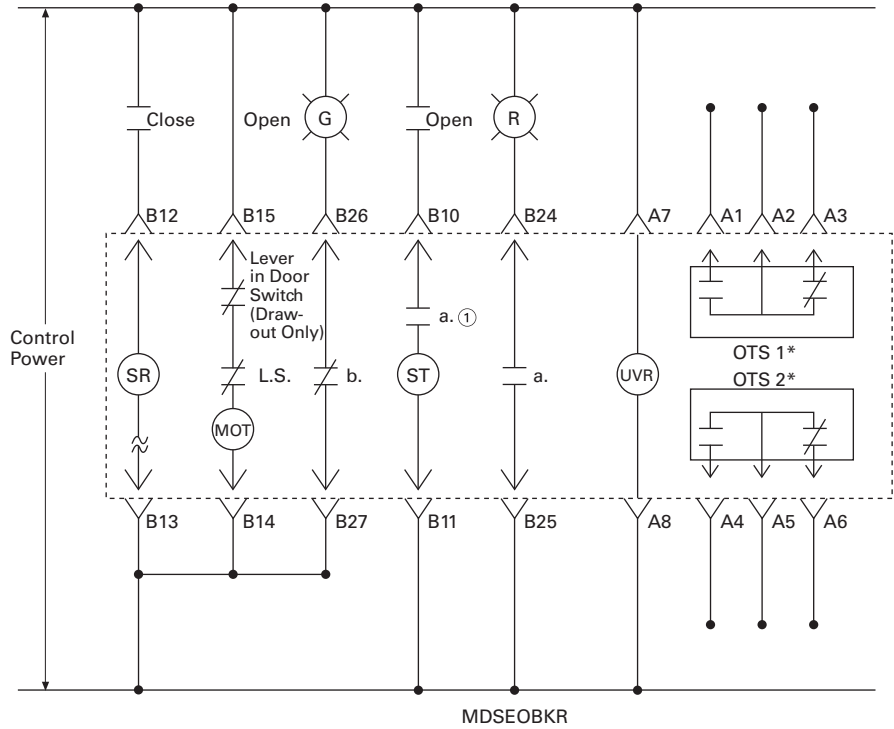 Close
Open
G
Open
R
B12
B15
B26
B10
B24
A7
A1
A2
A3
Lever
in Door
Switch
(Draw-
out Only)
a. ①
Control
Power
OTS 1*
OTS 2*
SR
L.S.
b.
ST
a.
UVR
MOT
B13
B14
B27
B11
B25
A8
A4
A5
A6
MDSEOBKR